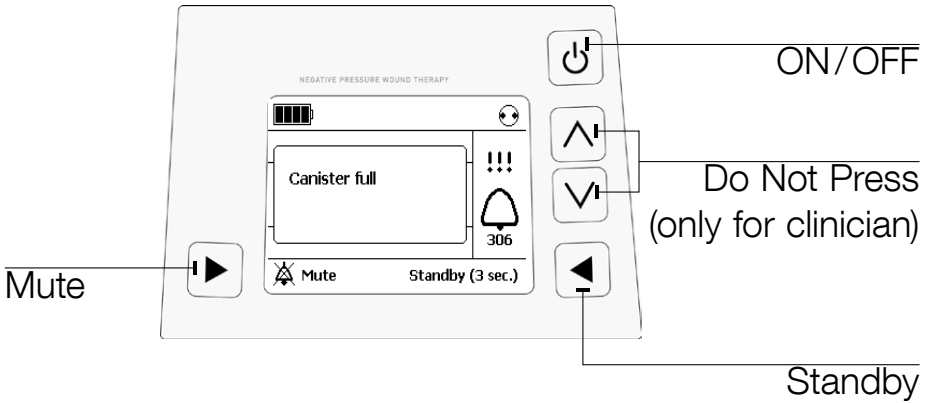 ON/OFF
NEGATIVE PRESSURE WOUND THERAPY
!!!
Canister full
306
Do Not Press
(only for clinician)
Mute
Mute
Standby (3 sec.)
Standby